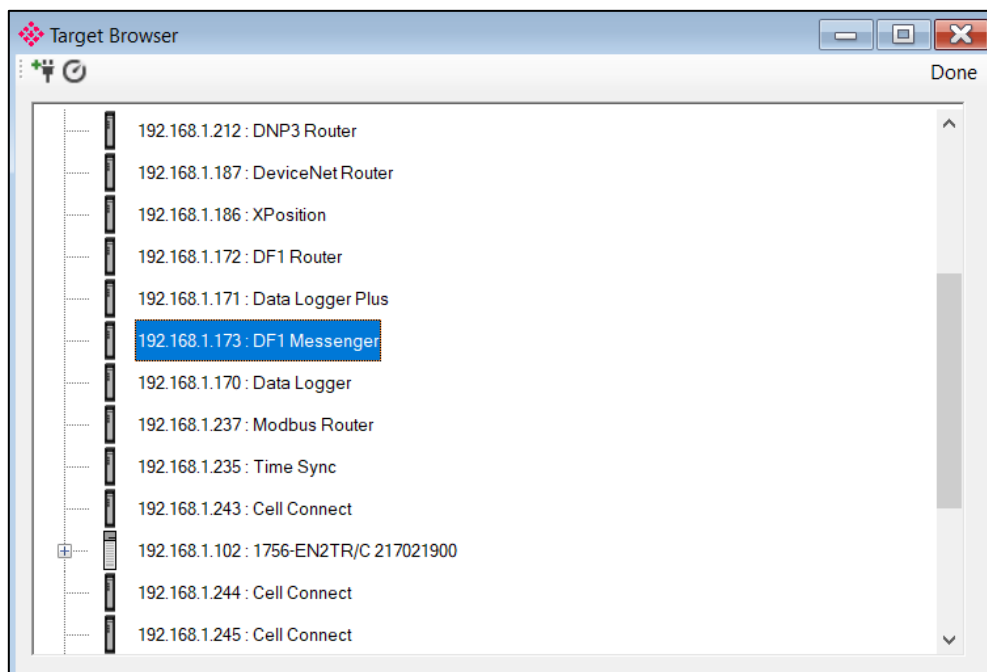 Target Browser
Done
192.168.1.212 : DNP3 Router
192.168.1.187 : DeviceNet Router
192.168.1.186 : XPosition
192.168.1.172 : DF1 Router
192.168.1.171 : Data Logger Plus
192.168.1.173 : DF1 Messenger
192.168.1.170 : Data Logger
192.168.1.237 : Modbus Router
192.168.1.235 : Time Sync
192.168.1.243 : Cell Connect
192.168.1.102 : 1756-EN2TR/C 217021900
192.168.1.244 : Cell Connect
192.168.1.245 : Cell Connect